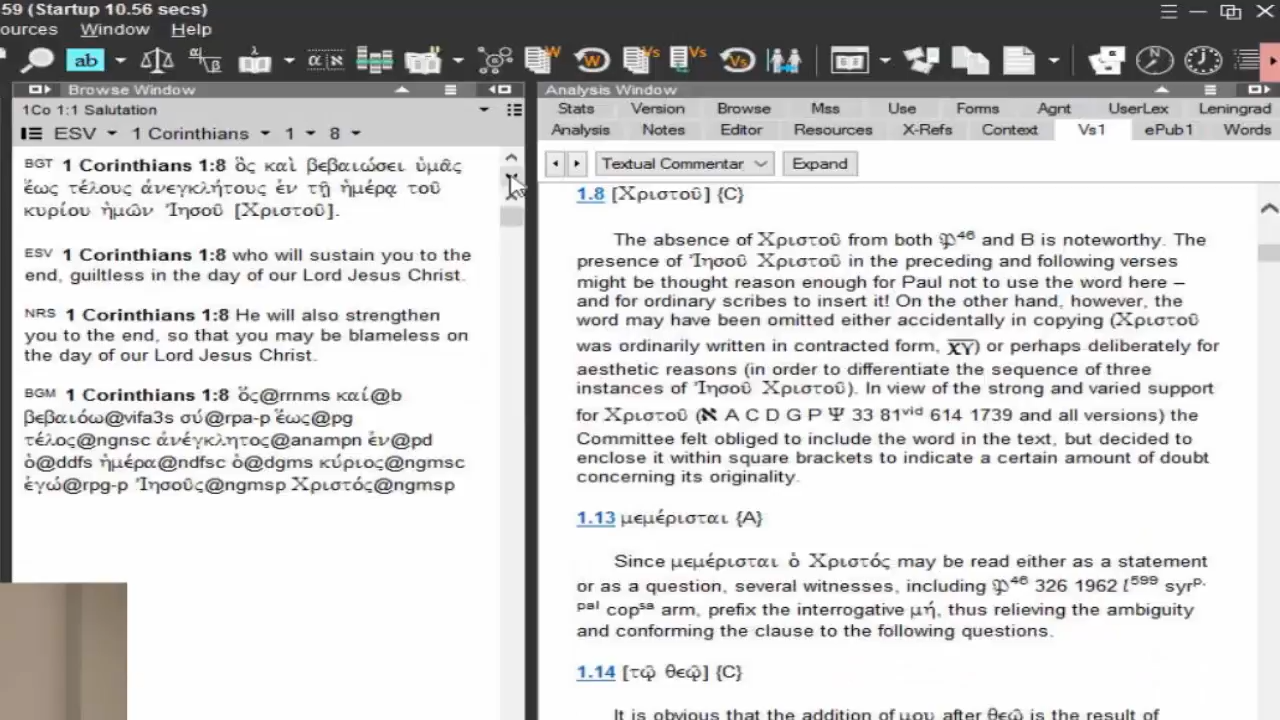 59 (Startup 10.56 secs)
ources Window Help
Browse Window
Analysis Window
1Co 1:1 Salutation
ESV 1 Corinthians 1 8
Stats Version Browse Mss Use Forms Agnt UserLex Leningrad
Analysis Notes Editor Resources X-Refs Context Vs1 ePub1 Words
Textual Commentar Expand
BGT 1 Corinthians 1:8 ὃς καὶ βεβαιώσει ὑμᾶς
ἕως τέλους ἀνεγκλήτους ἐν τῇ ἡμέρᾳ τοῦ
κυρίου ἡμῶν Ἰησοῦ [Χριστοῦ].
ESV 1 Corinthians 1:8 who will sustain you to the
end, guiltless in the day of our Lord Jesus Christ.
NRS 1 Corinthians 1:8 He will also strengthen
you to the end, so that you may be blameless on
the day of our Lord Jesus Christ.
BGM 1 Corinthians 1:8 ὅς@rrnms καί@b
βεβαιόω@vifa3s σύ@rpa-p ἕως@pg
τέλος@ngnsc ἀνέγκλητος@anampn ἐν@pd
ὁ@ddfs ἡμέρα@ndfsc ὁ@dgms κύριος@ngmsc
ἐγώ@rpg-p Ἰησοῦς@ngmsp Χριστός@ngmsp
1.8 [Χριστοῦ] {C}
The absence of Χριστοῦ from both 𝔓46 and B is noteworthy. The
presence of Ἰησοῦ Χριστοῦ in the preceding and following verses
might be thought reason enough for Paul not to use the word here –
and for ordinary scribes to insert it! On the other hand, however, the
word may have been omitted either accidentally in copying (Χριστοῦ
was ordinarily written in contracted form, Χ̅Υ̅) or perhaps deliberately for
aesthetic reasons (in order to differentiate the sequence of three
instances of Ἰησοῦ Χριστοῦ). In view of the strong and varied support
for Χριστοῦ (ℵ A C D G P Ψ 33 81vid 614 1739 and all versions) the
Committee felt obliged to include the word in the text, but decided to
enclose it within square brackets to indicate a certain amount of doubt
concerning its originality.
1.13 μεμέρισται {A}
Since μεμέρισται ὁ Χριστός may be read either as a statement
or as a question, several witnesses, including 𝔓46 326 1962 l599 syrp,
pal copsa arm, prefix the interrogative μή, thus relieving the ambiguity
and conforming the clause to the following questions.
1.14 [τῷ θεῷ] {C}
It is obvious that the addition of μου after θεῷ is the result of